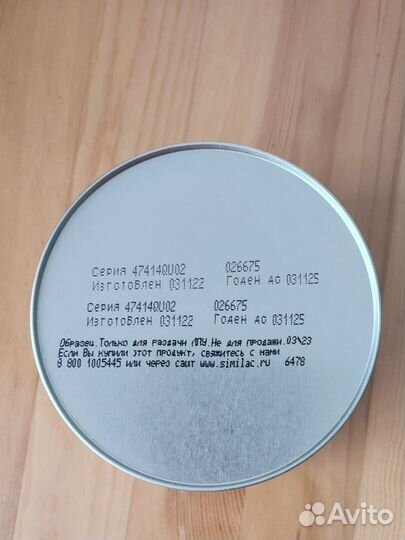 Серия 47414QU02 026675
Изготовлен 031122 Годен до 031125
Серия 47414QU02 026675
Изготовлен 031122 Годен до 031125
Образец. Только для раздачи ЛПУ. Не для продажи. 03\23
Если Вы купили этот продукт, свяжитесь с нами
8 800 1005445 или через сайт www.similac.ru 6478
Avito